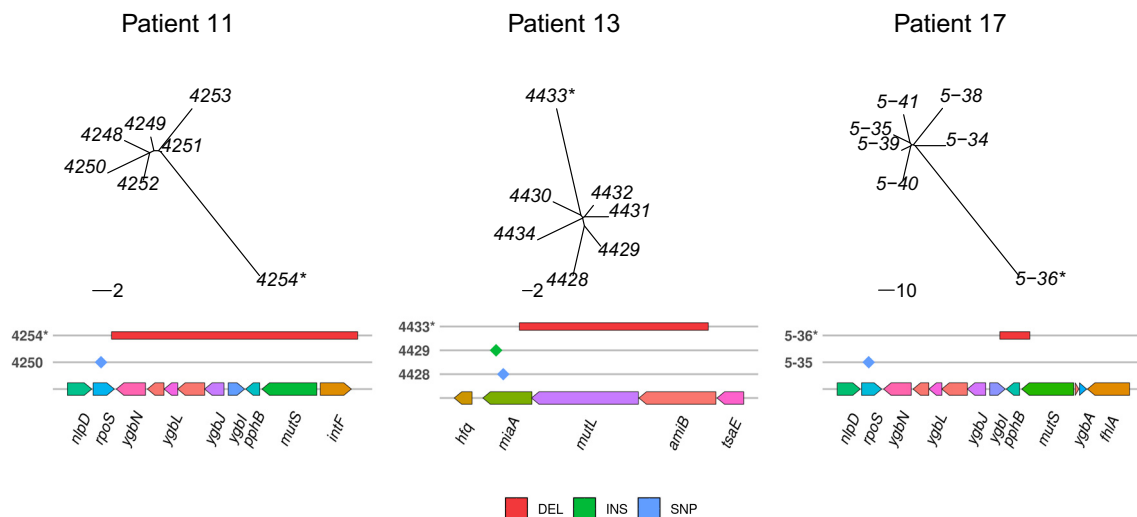 Patient 11
4253
4249
4248
4251
4250
4252
4254*
2
4254*
4250
nlpD
rpoS
ygbN
ygbL
ygbJ
ygbI
pphB
mutS
intF
Patient 13
4433*
4430
4432
4431
4434
4429
4428
2
4433*
4429
4428
hfq
miaA
mutL
amiB
tsaE
Patient 17
5−41
5−38
5−35
5−39
5−34
5−40
5−36*
10
5-36*
5-35
nlpD
rpoS
ygbN
ygbL
ygbJ
ygbI
pphB
mutS
ygbA
fhlA
DEL INS SNP